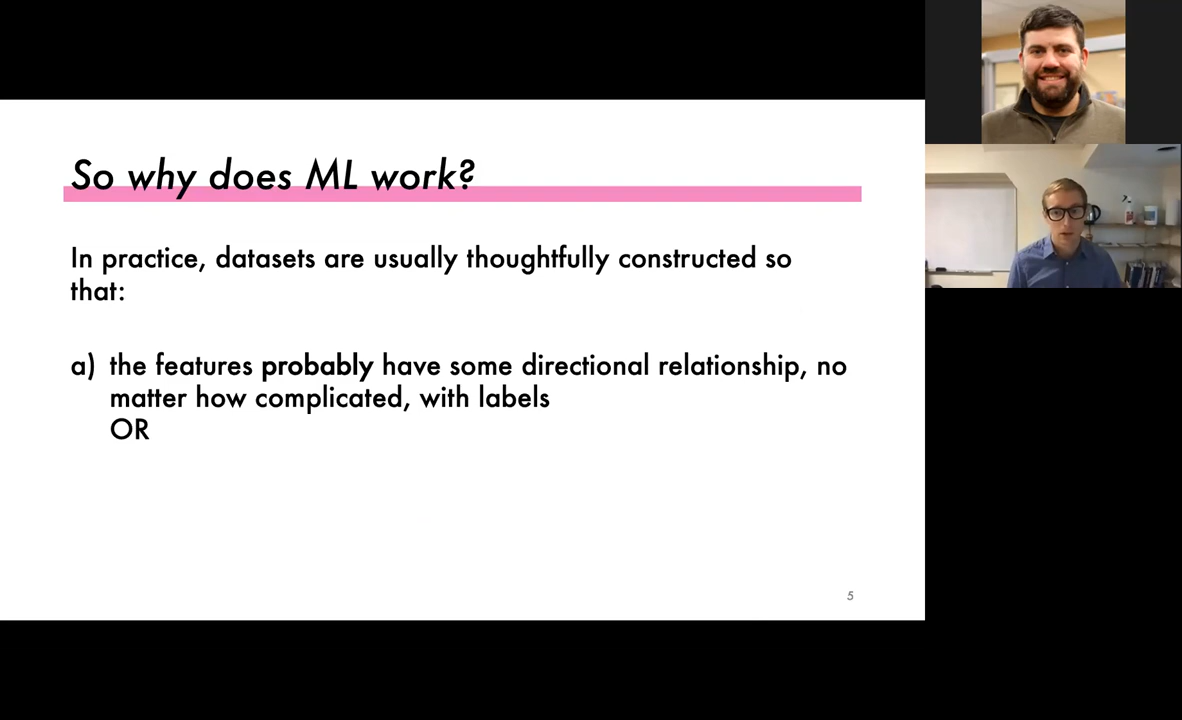 So why does ML work?
In practice, datasets are usually thoughtfully constructed so
that:
a) the features probably have some directional relationship, no
matter how complicated, with labels
OR
5